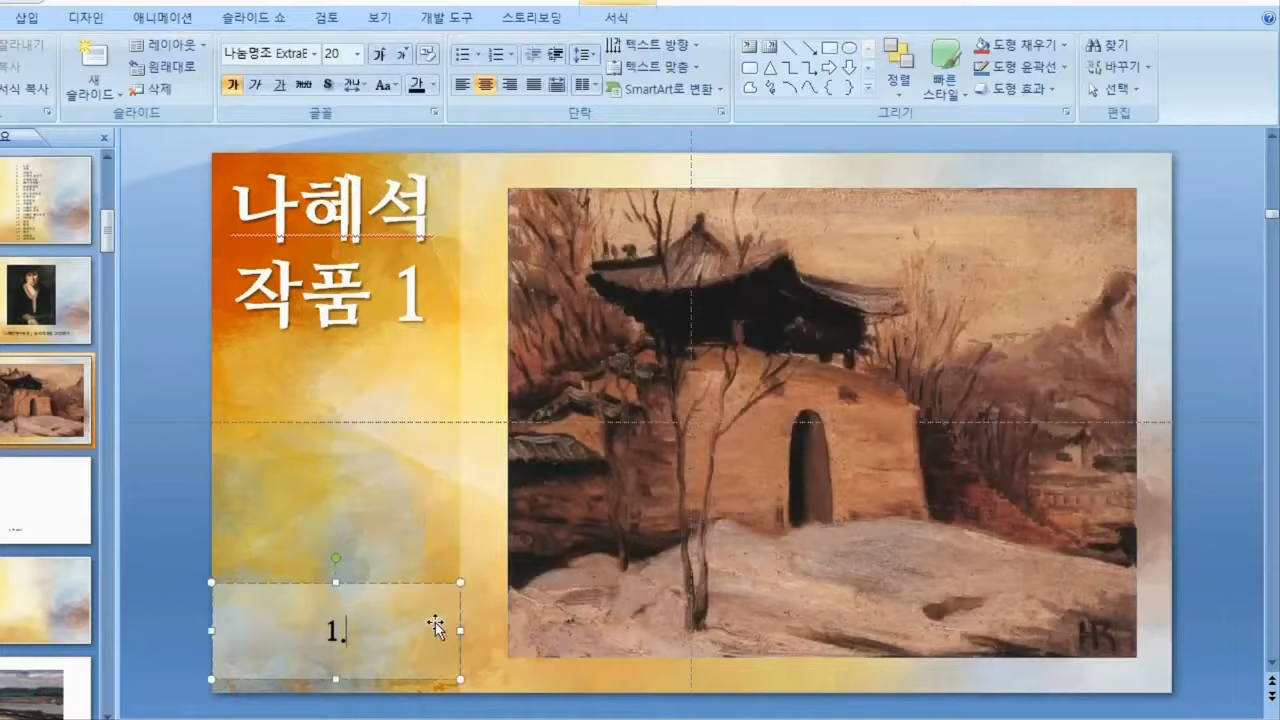 삽입 디자인 애니메이션 슬라이드 쇼 검토 보기 개발 도구 스토리보딩 서식
잘라내기
복사
서식 복사
새
슬라이드
레이아웃
원래대로
삭제
슬라이드
나눔명조 ExtraB 20
가 가 가 가 가 가
Aa
글꼴
텍스트 방향
텍스트 맞춤
SmartArt로 변환
단락
정렬
빠른
스타일
도형 채우기
도형 윤곽선
도형 효과
그리기
찾기
바꾸기
선택
편집
요
나혜석
작품 1
1.
HR